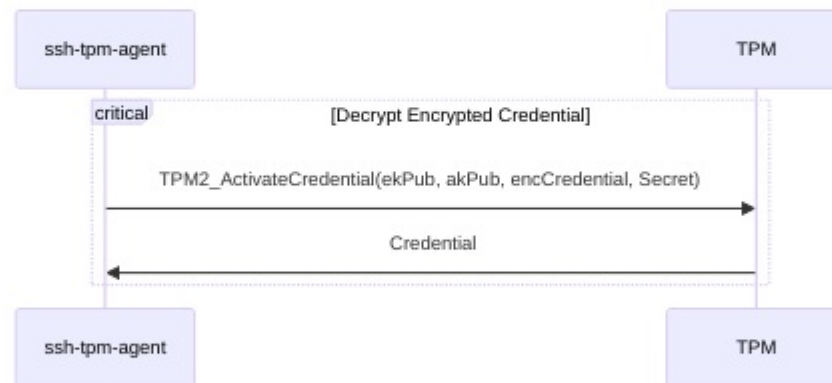 ssh-tpm-agent
TPM
critical
[Decrypt Encrypted Credential]
TPM2_ActivateCredential(ekPub, akPub, encCredential, Secret)
Credential
ssh-tpm-agent
TPM